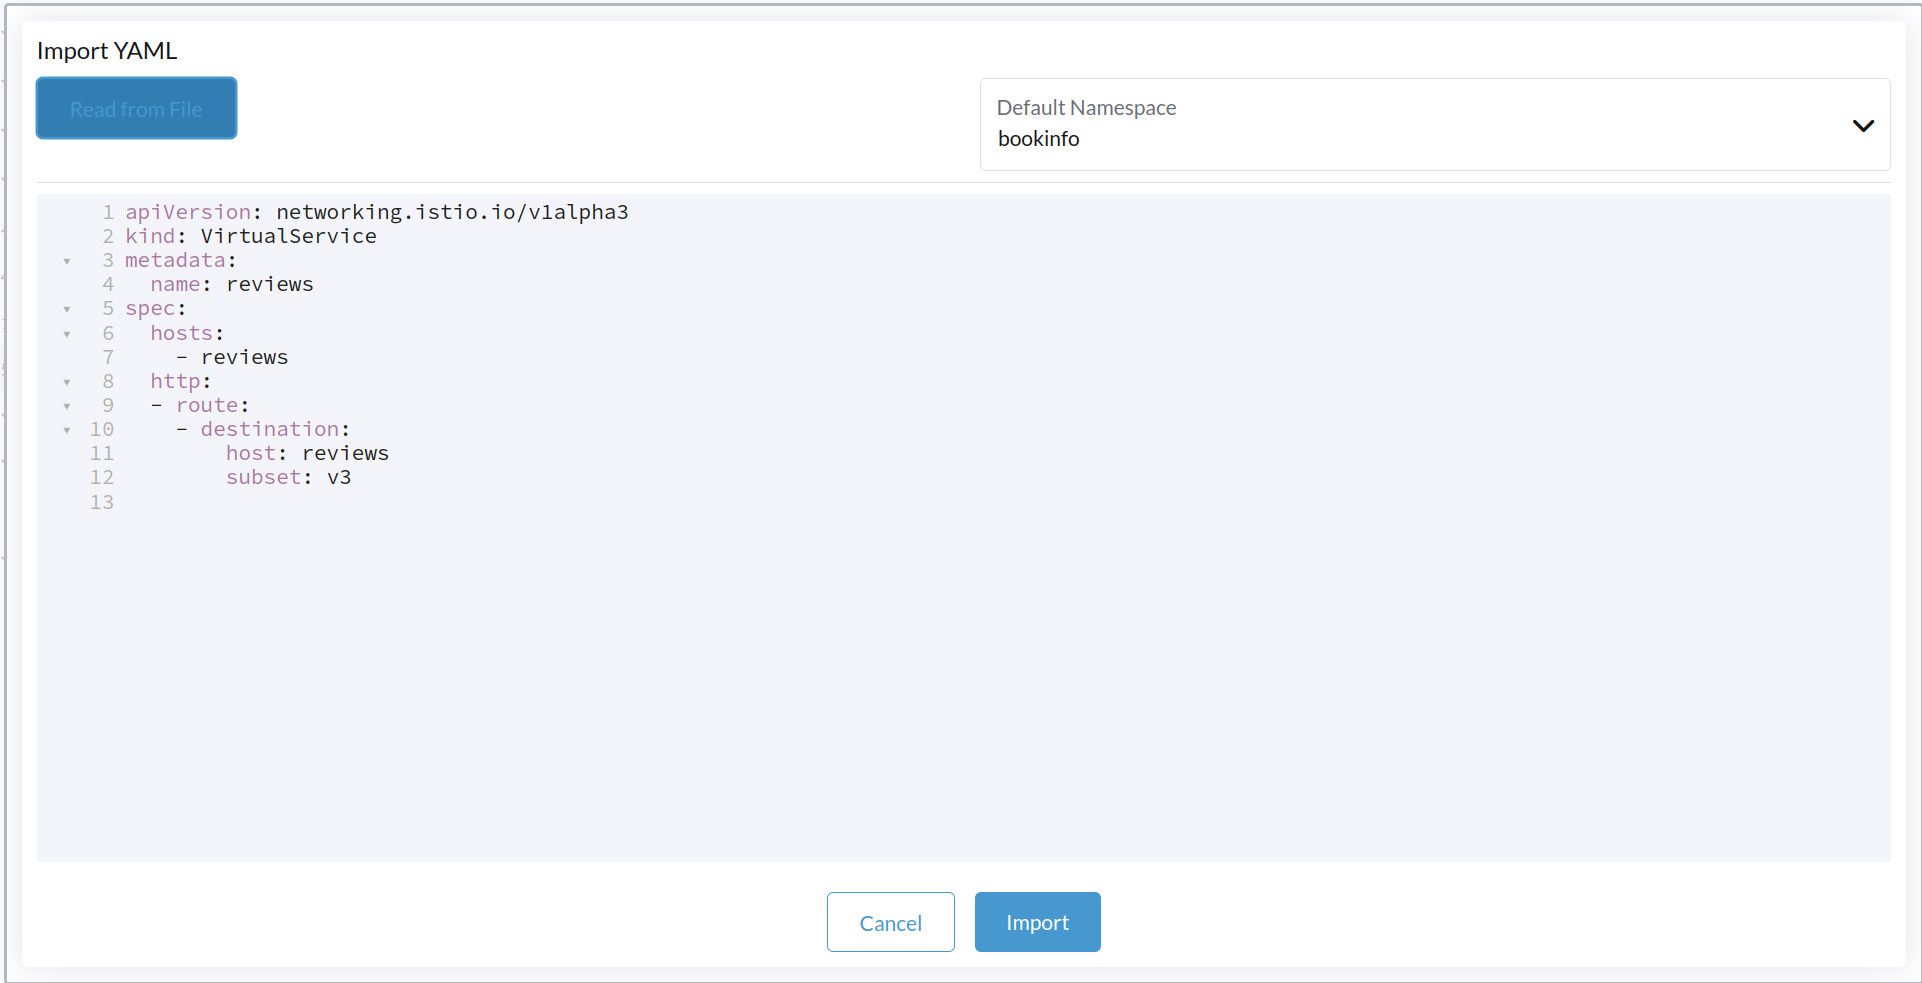 Import YAML
Read from File
Default Namespace
bookinfo
1 apiVersion: networking.istio.io/v1alpha3
2 kind: VirtualService
3 metadata:
4   name: reviews
5 spec:
6   hosts:
7     - reviews
8   http:
9   - route:
10     - destination:
11         host: reviews
12         subset: v3
13
Cancel
Import